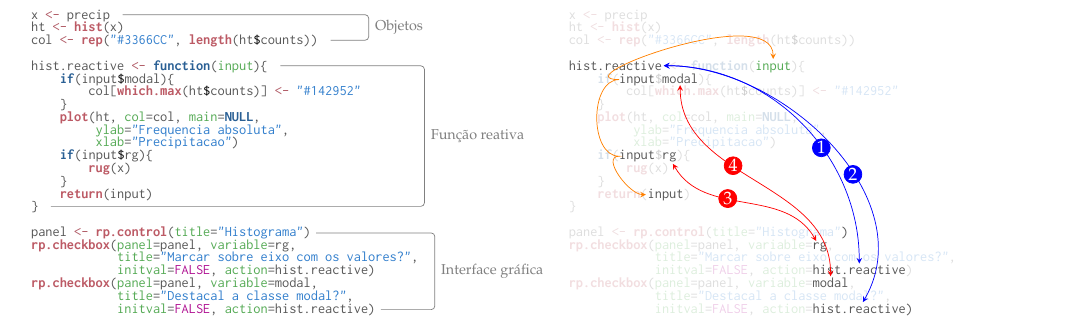 x <- precip
ht <- hist(x)
col <- rep("#3366CC", length(ht$counts))
Objetos
hist.reactive <- function(input){
if(input$modal){
col[which.max(ht$counts)] <- "#142952"
}
plot(ht, col=col, main=NULL,
ylab="Frequencia absoluta",
xlab="Precipitacao")
if(input$rg){
rug(x)
}
return(input)
}
Função reativa
panel <- rp.control(title="Histograma")
rp.checkbox(panel=panel, variable=rg,
title="Marcar sobre eixo com os valores?",
initval=FALSE, action=hist.reactive)
rp.checkbox(panel=panel, variable=modal,
title="Destacal a classe modal?",
initval=FALSE, action=hist.reactive)
Interface gráfica
x <- precip
ht <- hist(x)
col <- rep("#3366CC", length(ht$counts))
hist.reactive function(input){
if(input$modal){
col[which.max(ht$counts)] <- "#142952"
}
plot(ht, col=col, main=NULL,
ylab="Frequencia absoluta
xlab="Precipitacao")
if(input$rg){
rug(x)
}
return(input)
}
1
2
4
3
panel <- rp.control(title="Histograma")
rp.checkbox(panel=panel, variable=rg
title="Marcar sobre eixo com os valores?",
initval=FALSE, action=hist.reactive)
rp.checkbox(panel=panel, variable=modal,
title="Destacal a classe modal?",
initval=FALSE, action=hist.reactive)